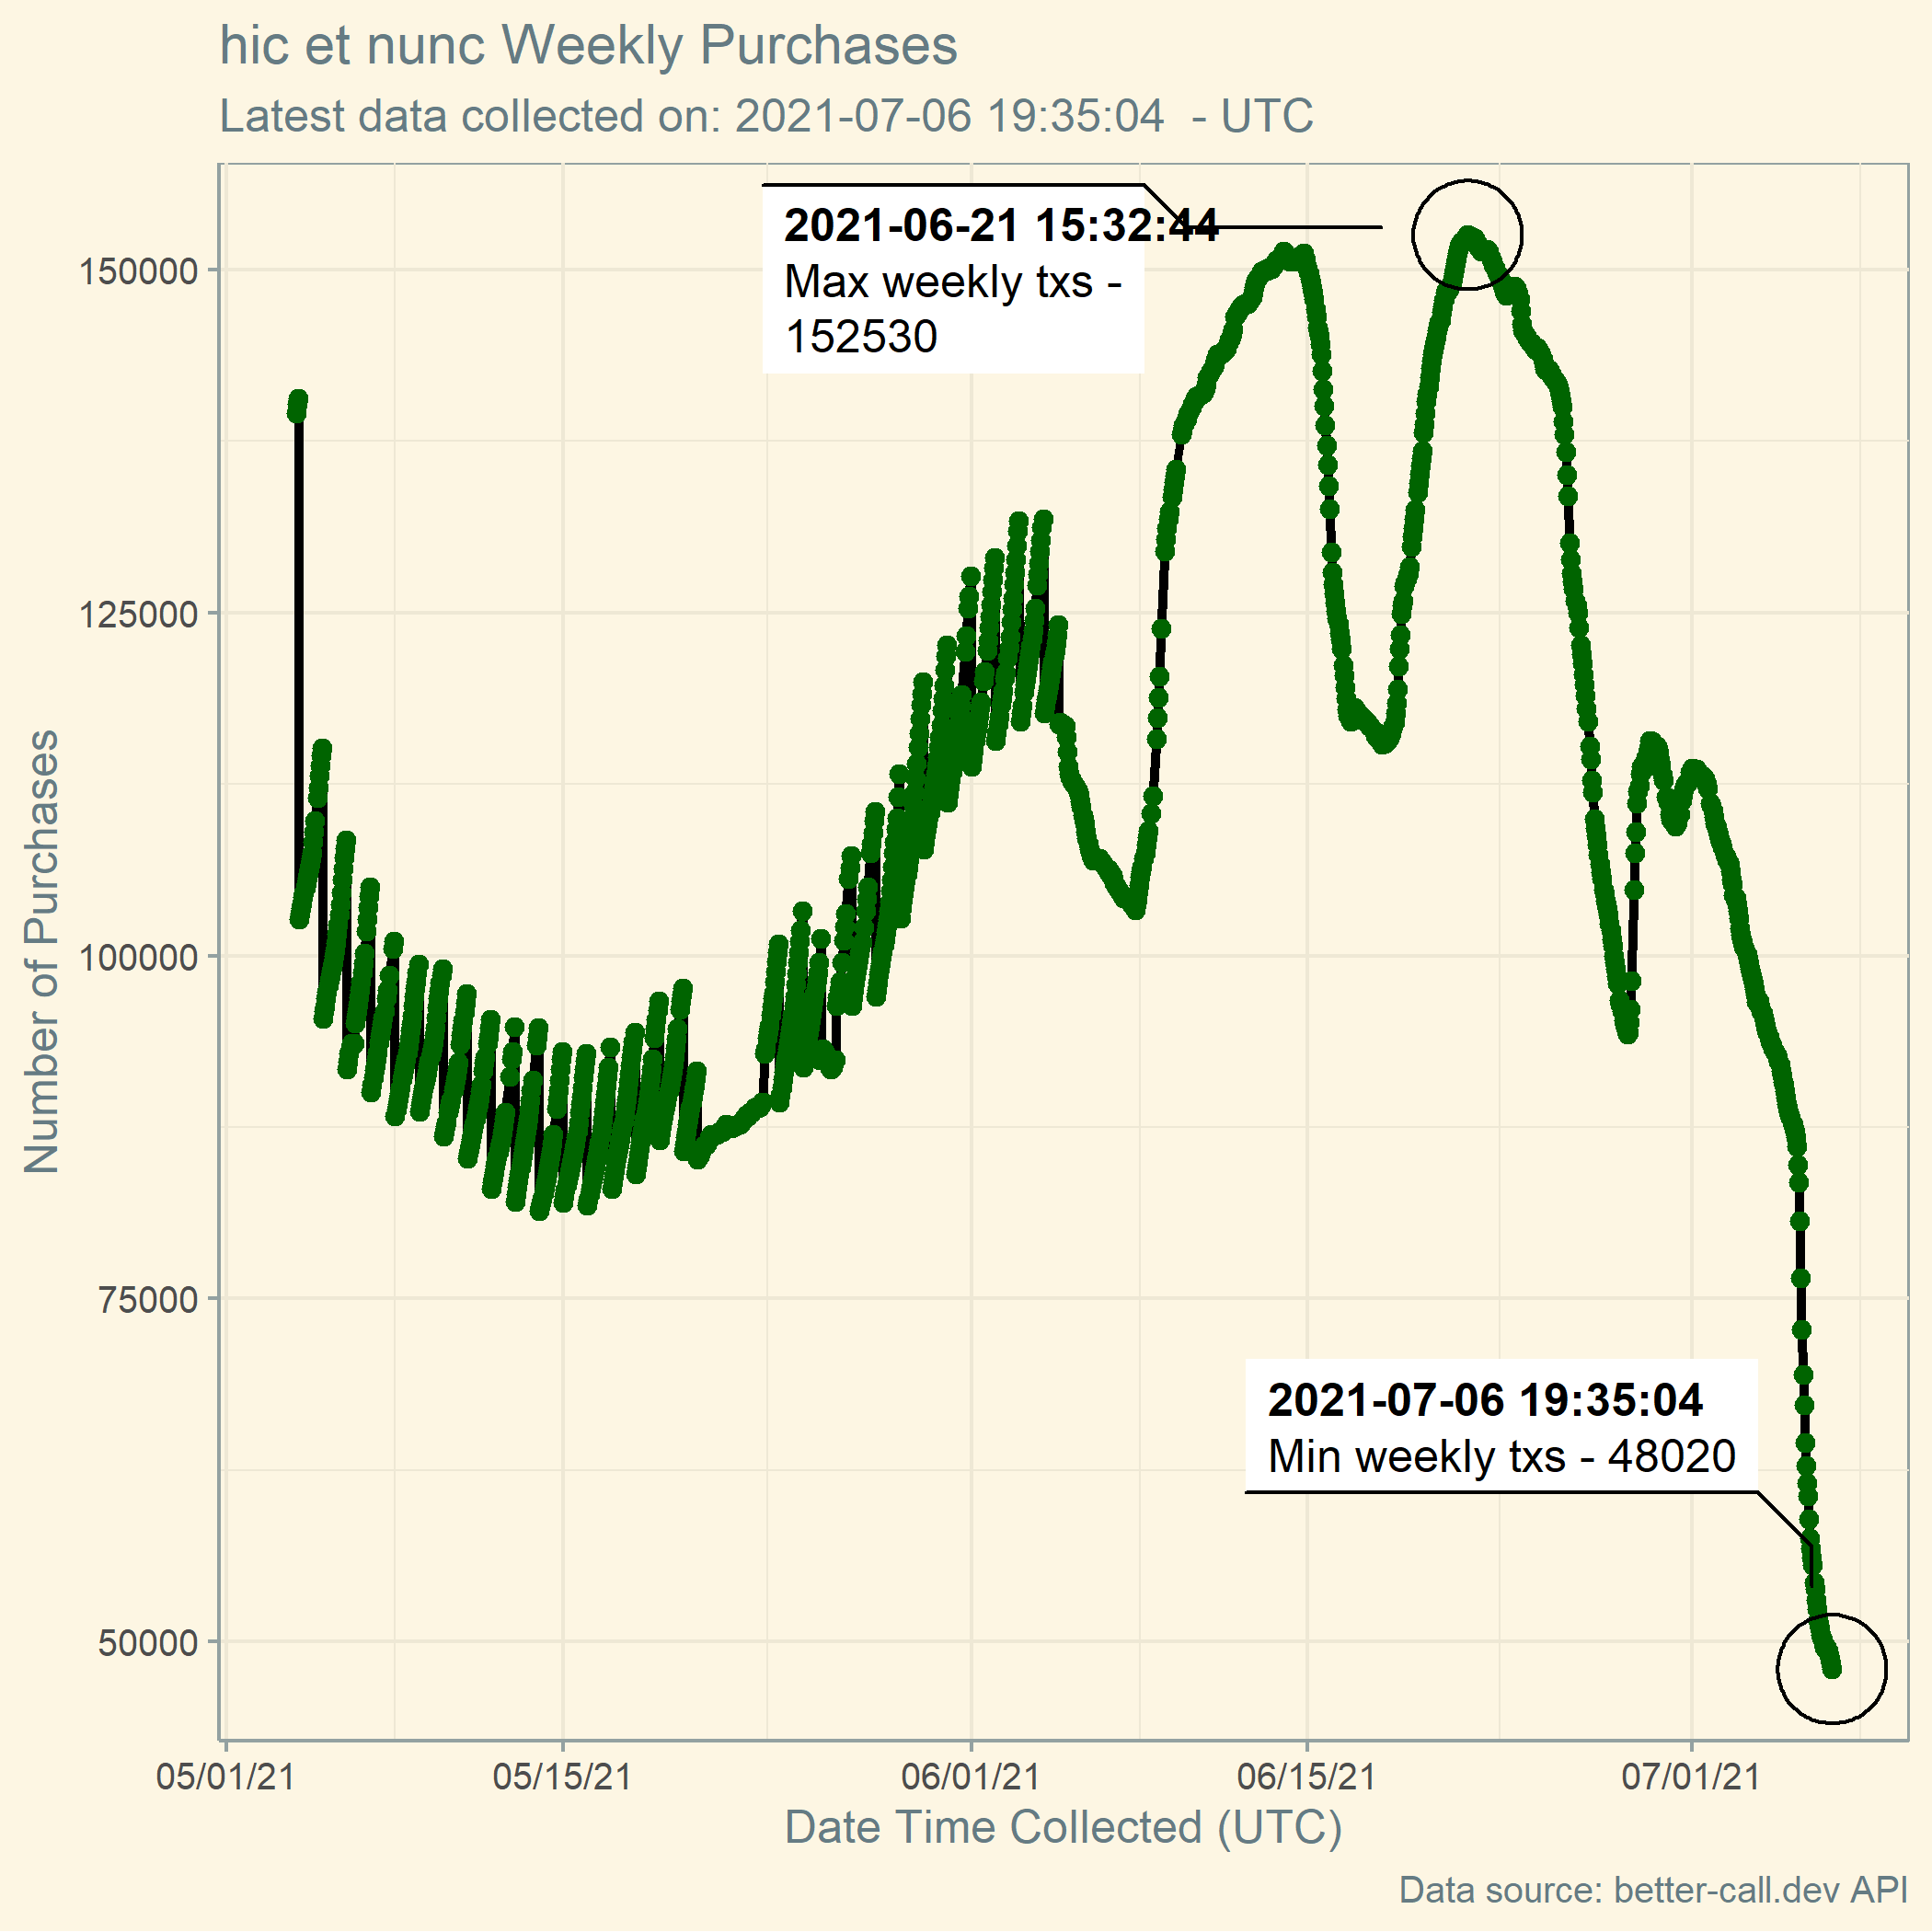 hic et nunc Weekly Purchases
Latest data collected on: 2021-07-06 19:35:04  - UTC
2021-06-21 15:32:44
Max weekly txs -
152530
150000
125000
100000
75000
50000
Number of Purchases
2021-07-06 19:35:04
Min weekly txs - 48020
05/01/21 05/15/21 06/01/21 06/15/21 07/01/21
Date Time Collected (UTC)
Data source: better-call.dev API